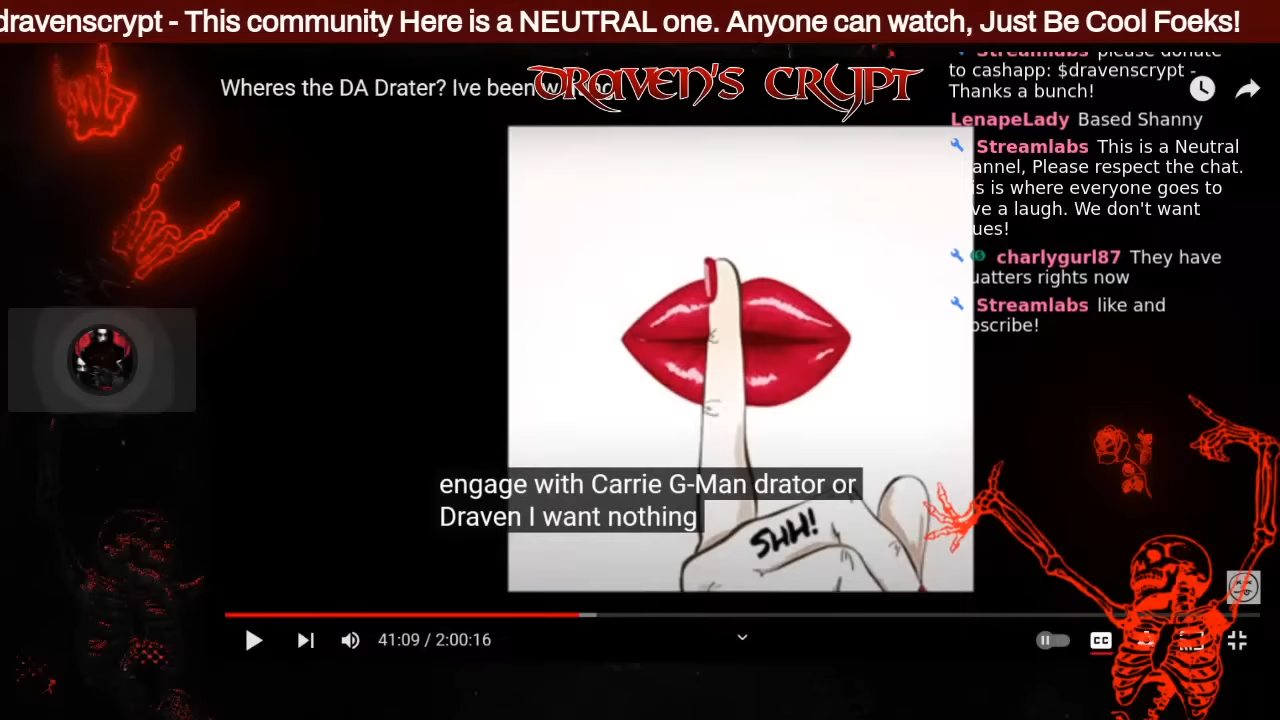 dravenscrypt - This community Here is a NEUTRAL one. Anyone can watch, Just Be Cool Foeks!
Wheres the DA Drater? Ive been
DRAVEN'S CRYPT
Streamlabs please donate
to cashapp: $dravenscrypt -
Thanks a bunch!
LenapeLady Based Shanny
Streamlabs This is a Neutral
annel, Please respect the chat.
is is where everyone goes to
ve a laugh. We don't want
ues!
charlygurl87 They have
uatters rights now
Streamlabs like and
oscribe!
engage with Carrie G-Man drator or
Draven I want nothing
SHH!
41:09 / 2:00:16
CC